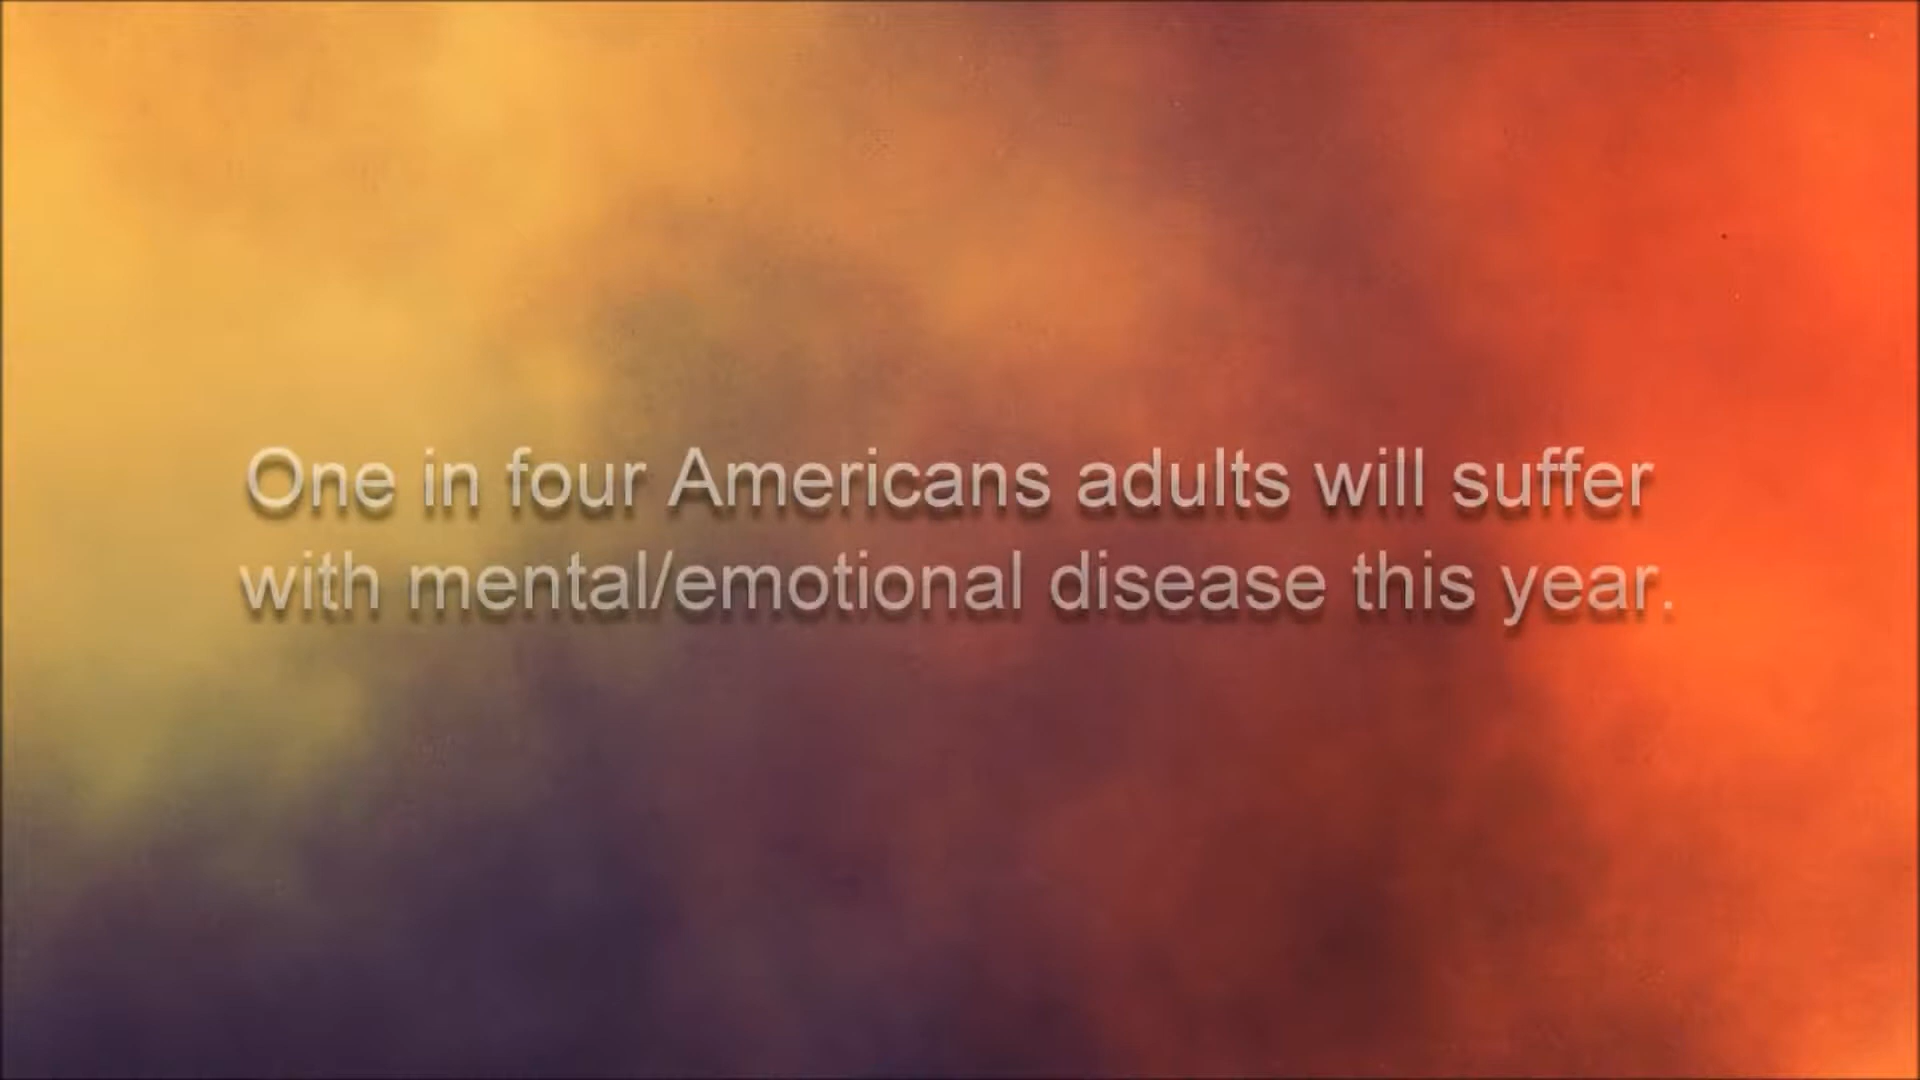 One in four Americans adults will suffer
with mental/emotional disease this year.